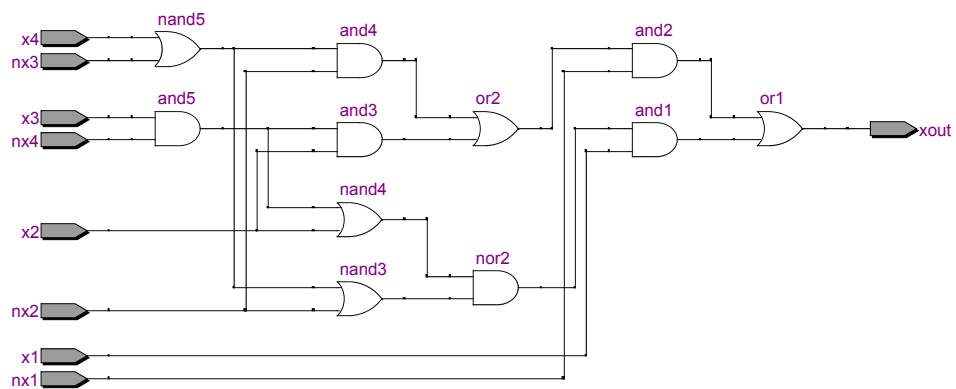 nand5
x4
nx3
and4
and2
x3
nx4
and5
and3
or2
and1
or1
xout
x2
nand4
nand3
nor2
nx2
x1
nx1